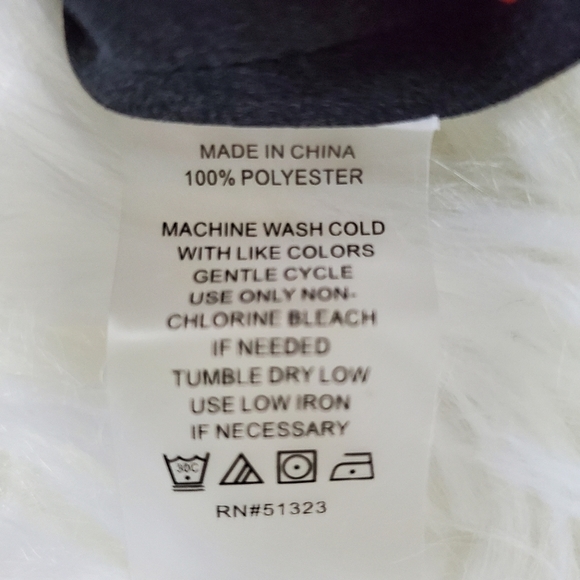 MADE IN CHINA
100% POLYESTER
MACHINE WASH COLD
WITH LIKE COLORS
GENTLE CYCLE
USE ONLY NON-
CHLORINE BLEACH
IF NEEDED
TUMBLE DRY LOW
USE LOW IRON
IF NECESSARY
30C
RN#51323